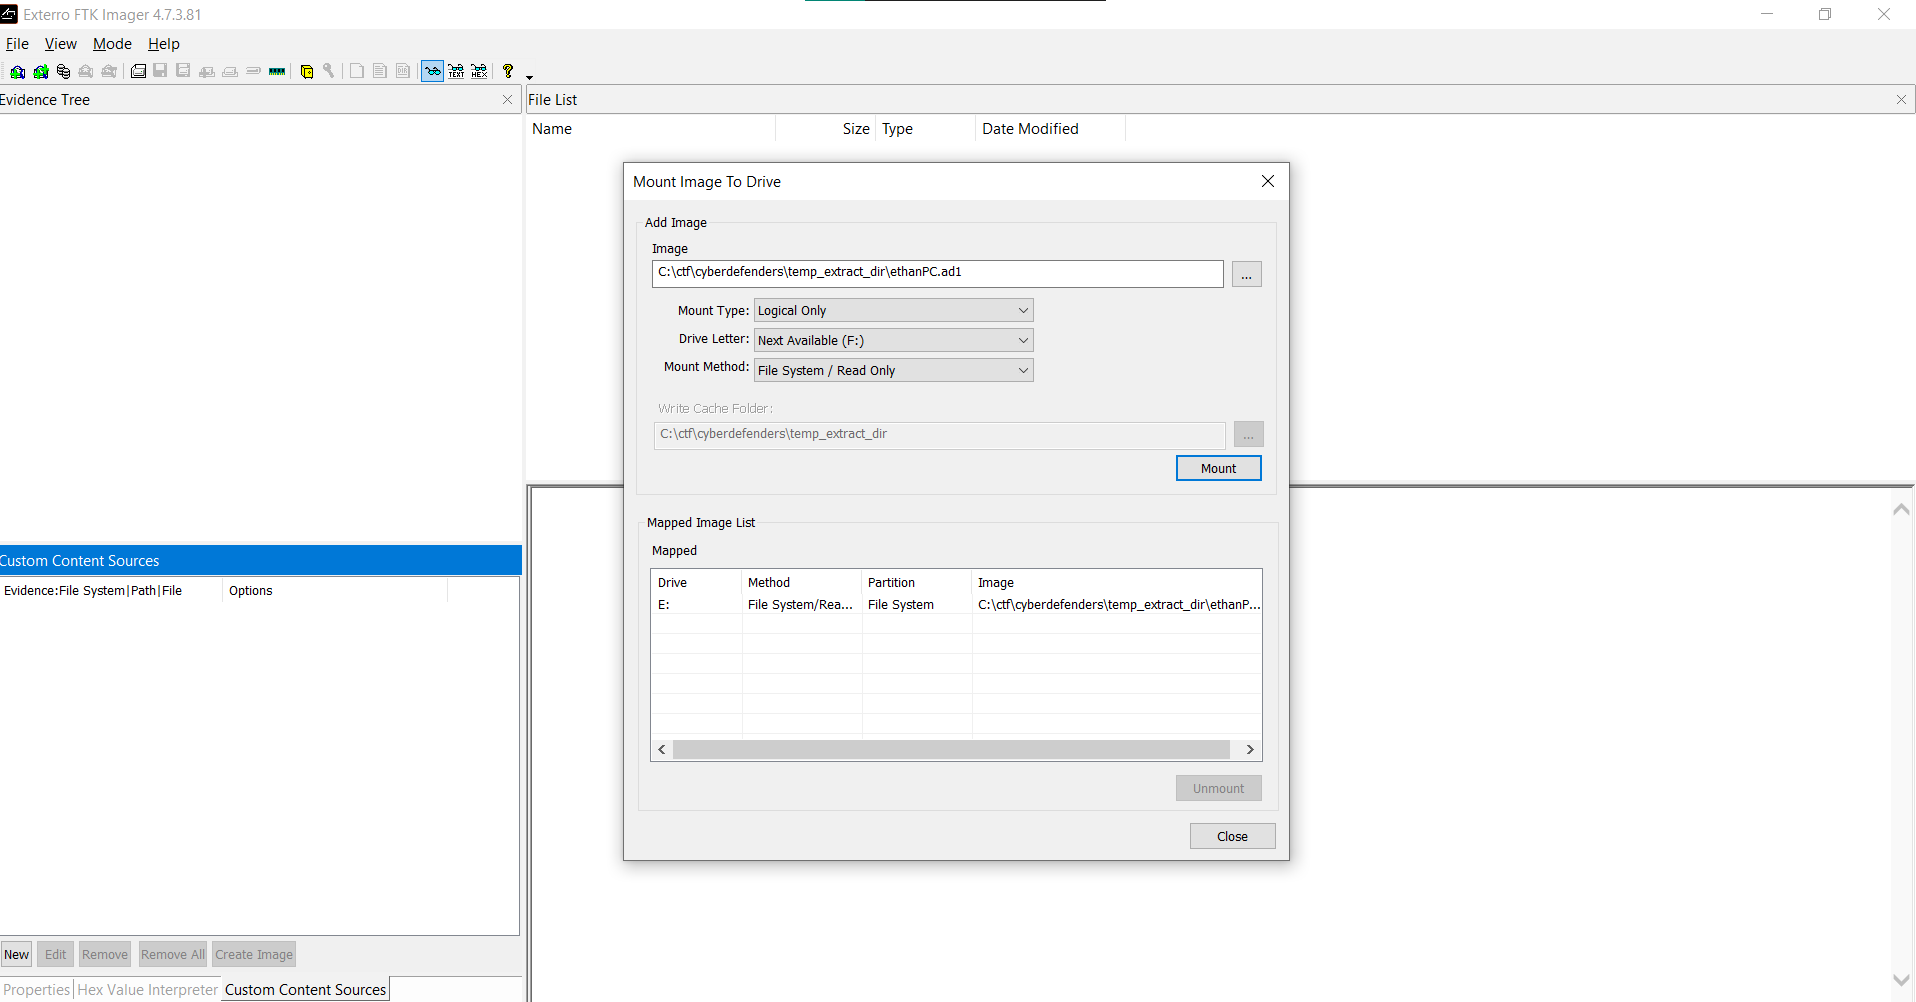 Exterro FTK Imager 4.7.3.81
File View Mode Help
TEXT HEX
Evidence Tree
File List
Name Size Type Date Modified
Mount Image To Drive
Add Image
Image
C:\ctf\cyberdefenders\temp_extract_dir\ethanPC.ad1
...
Mount Type: Logical Only
Drive Letter: Next Available (F:)
Mount Method: File System / Read Only
Write Cache Folder:
C:\ctf\cyberdefenders\temp_extract_dir
...
Mount
Mapped Image List
Mapped
Drive Method Partition Image
E: File System/Rea... File System C:\ctf\cyberdefenders\temp_extract_dir\ethanP...
Unmount
Close
Custom Content Sources
Evidence:File System|Path|File Options
New Edit Remove Remove All Create Image
Properties Hex Value Interpreter Custom Content Sources